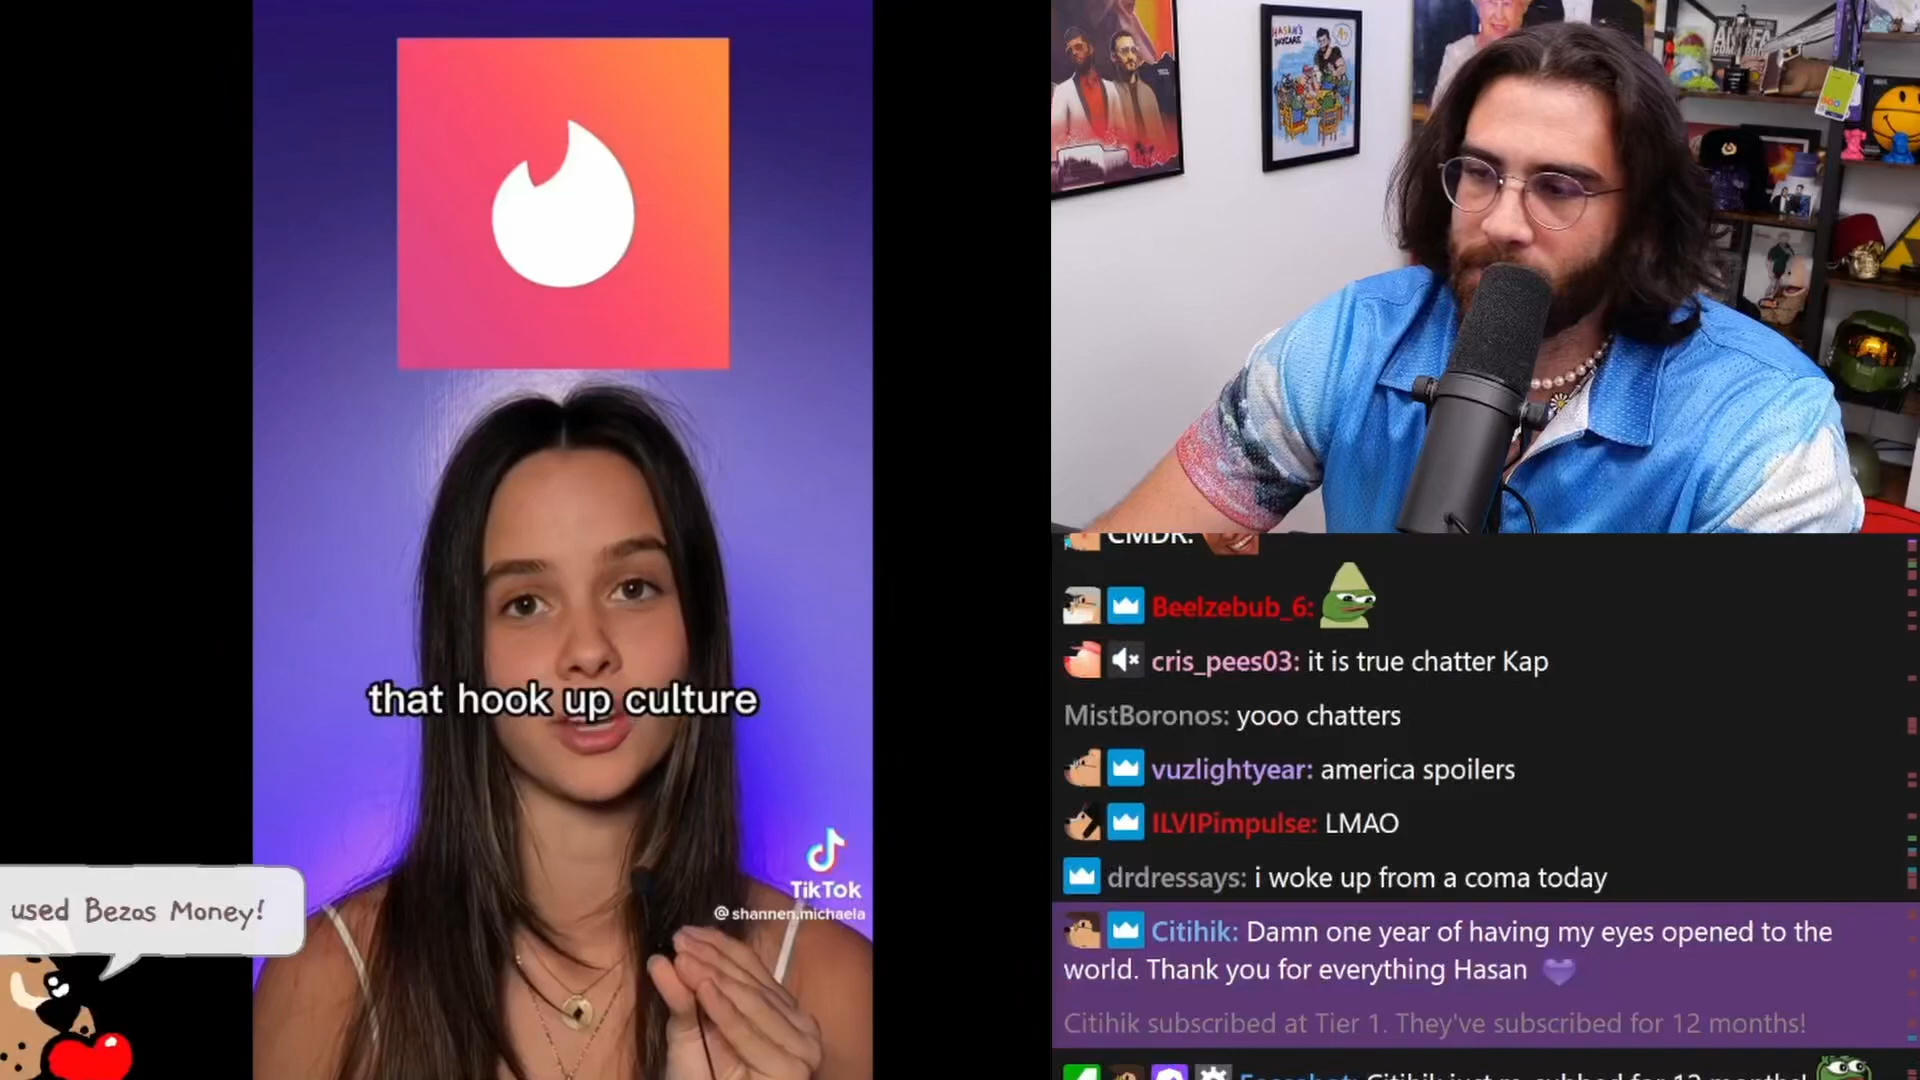 that hook up culture
TikTok
@shannen.michaela
used Bezos Money!
HASAN'S
DAYCARE
CMDR:
Beelzebub_6:
cris_pees03: it is true chatter Kap
MistBoronos: yooo chatters
vuzlightyear: america spoilers
ILVIPimpulse: LMAO
drdressays: i woke up from a coma today
Citihik: Damn one year of having my eyes opened to the
world. Thank you for everything Hasan
Citihik subscribed at Tier 1. They've subscribed for 12 months!